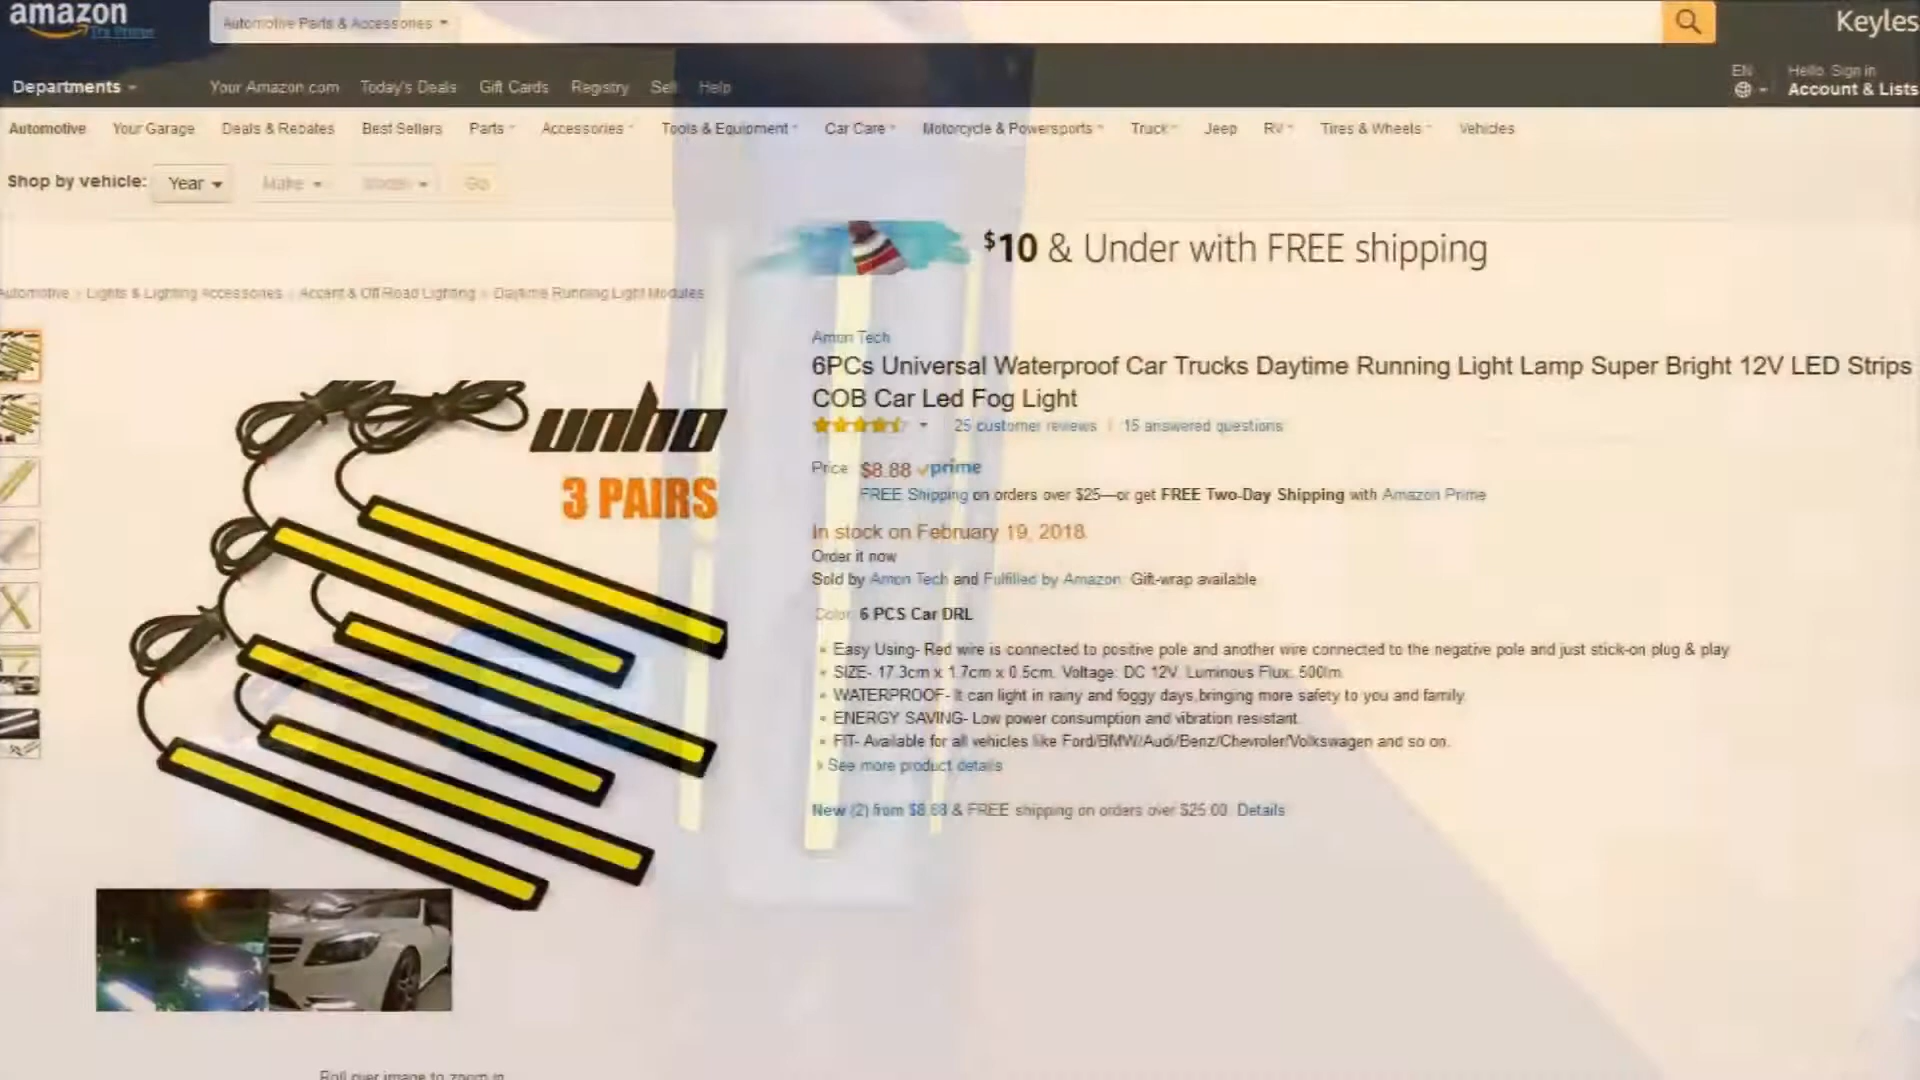 amazon
Try Prime
Automotive Parts & Accessories
Keyles
Departments
Your Amazon.com Today's Deals Gift Cards Registry Sell Help
EN
Hello. Sign in
Account & Lists
Automotive Your Garage Deals & Rebates Best Sellers Parts Accessories Tools & Equipment Car Care Motorcycle & Powersports Truck Jeep RV Tires & Wheels Vehicles
Shop by vehicle: Year Make Model Go
$10 & Under with FREE shipping
Automotive › Lights & Lighting Accessories › Accent & Off Road Lighting › Daytime Running Light Modules
Amon Tech
6PCs Universal Waterproof Car Trucks Daytime Running Light Lamp Super Bright 12V LED Strips
COB Car Led Fog Light
25 customer reviews | 15 answered questions
unho
3 PAIRS
Price: $8.88 prime
FREE Shipping on orders over $25—or get FREE Two-Day Shipping with Amazon Prime
In stock on February 19, 2018.
Order it now
Sold by Amon Tech and Fulfilled by Amazon. Gift-wrap available
Color: 6 PCS Car DRL
• Easy Using- Red wire is connected to positive pole and another wire connected to the negative pole and just stick-on plug & play
• SIZE- 17.3cm x 1.7cm x 0.5cm. Voltage: DC 12V. Luminous Flux: 500lm.
• WATERPROOF- It can light in rainy and foggy days,bringing more safety to you and family.
• ENERGY SAVING- Low power consumption and vibration resistant.
• FIT- Available for all vehicles like Ford/BMW/Audi/Benz/Chevroler/Volkswagen and so on.
› See more product details
New (2) from $8.88 & FREE shipping on orders over $25.00. Details
Roll over image to zoom in